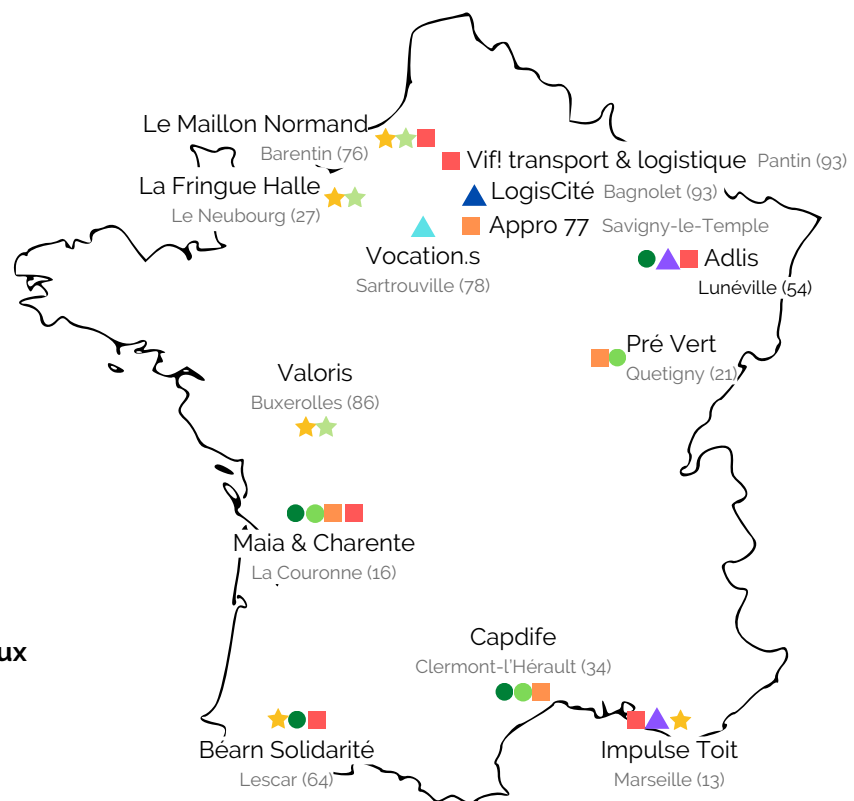 Le Maillon Normand
Barentin (76)
Vif! transport & logistique Pantin (93)
La Fringue Halle
Le Neubourg (27)
LogisCité Bagnolet (93)
Appro 77 Savigny-le-Temple
Vocation.s
Sartrouville (78)
Adlis
Lunéville (54)
Pré Vert
Quetigny (21)
Valoris
Buxerolles (86)
Maia & Charente
La Couronne (16)
ux
Capdife
Clermont-l'Hérault (34)
Béarn Solidarité
Lescar (64)
Impulse Toit
Marseille (13)